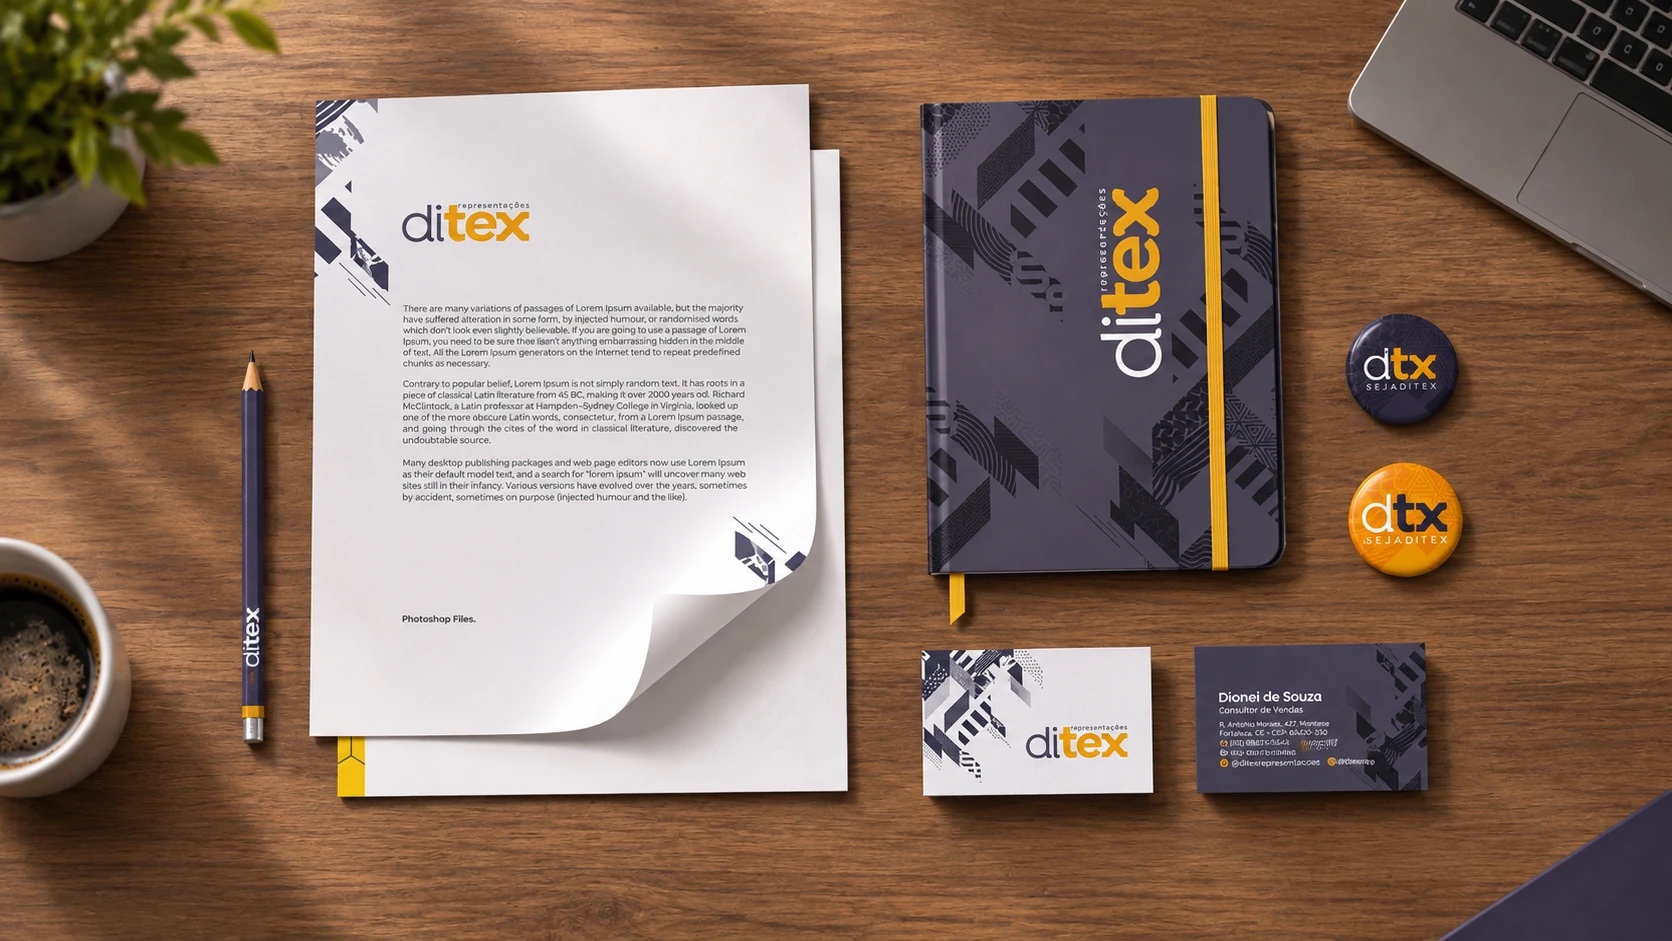 representações
ditex
There are many variations of passages of Lorem Ipsum available, but the majority
have suffered alteration in some form, by injected humour, or randomised words
which don't look even slightly believable. If you are going to use a passage of Lorem
Ipsum, you need to be sure thee isn't anything embarrassing hidden in the middle
of text. All the Lorem Ipsum generators on the Internet tend to repeat predefined
chunks as necessary.
Contrary to popular belief, Lorem Ipsum is not simply random text. It has roots in a
piece of classical Latin literature from 45 BC, making it over 2000 years od. Richard
McClintock, a Latin professor at Hampden-Sydney College in Virginia, looked up
one of the more obscure Latin words, consectetur, from a Lorem Ipsum passage,
and going through the cites of the word in classical literature, discovered the
undoubtable source.
Many desktop publishing packages and web page editors now use Lorem Ipsum
as their default model text, and a search for "lorem ipsum" will uncover many web
sites still in their infancy. Various versions have evolved over the years, sometimes
by accident, sometimes on purpose (injected humour and the like).
Photoshop Files.
ditex
representações
ditex
dtx
SEJADITEX
dtx
SEJADITEX
representações
ditex
Dionei de Souza
Consultor de Vendas
R. Antônio Moraes, 427,
Fortaleza, CE - CEP
@ditexrepresentacoes